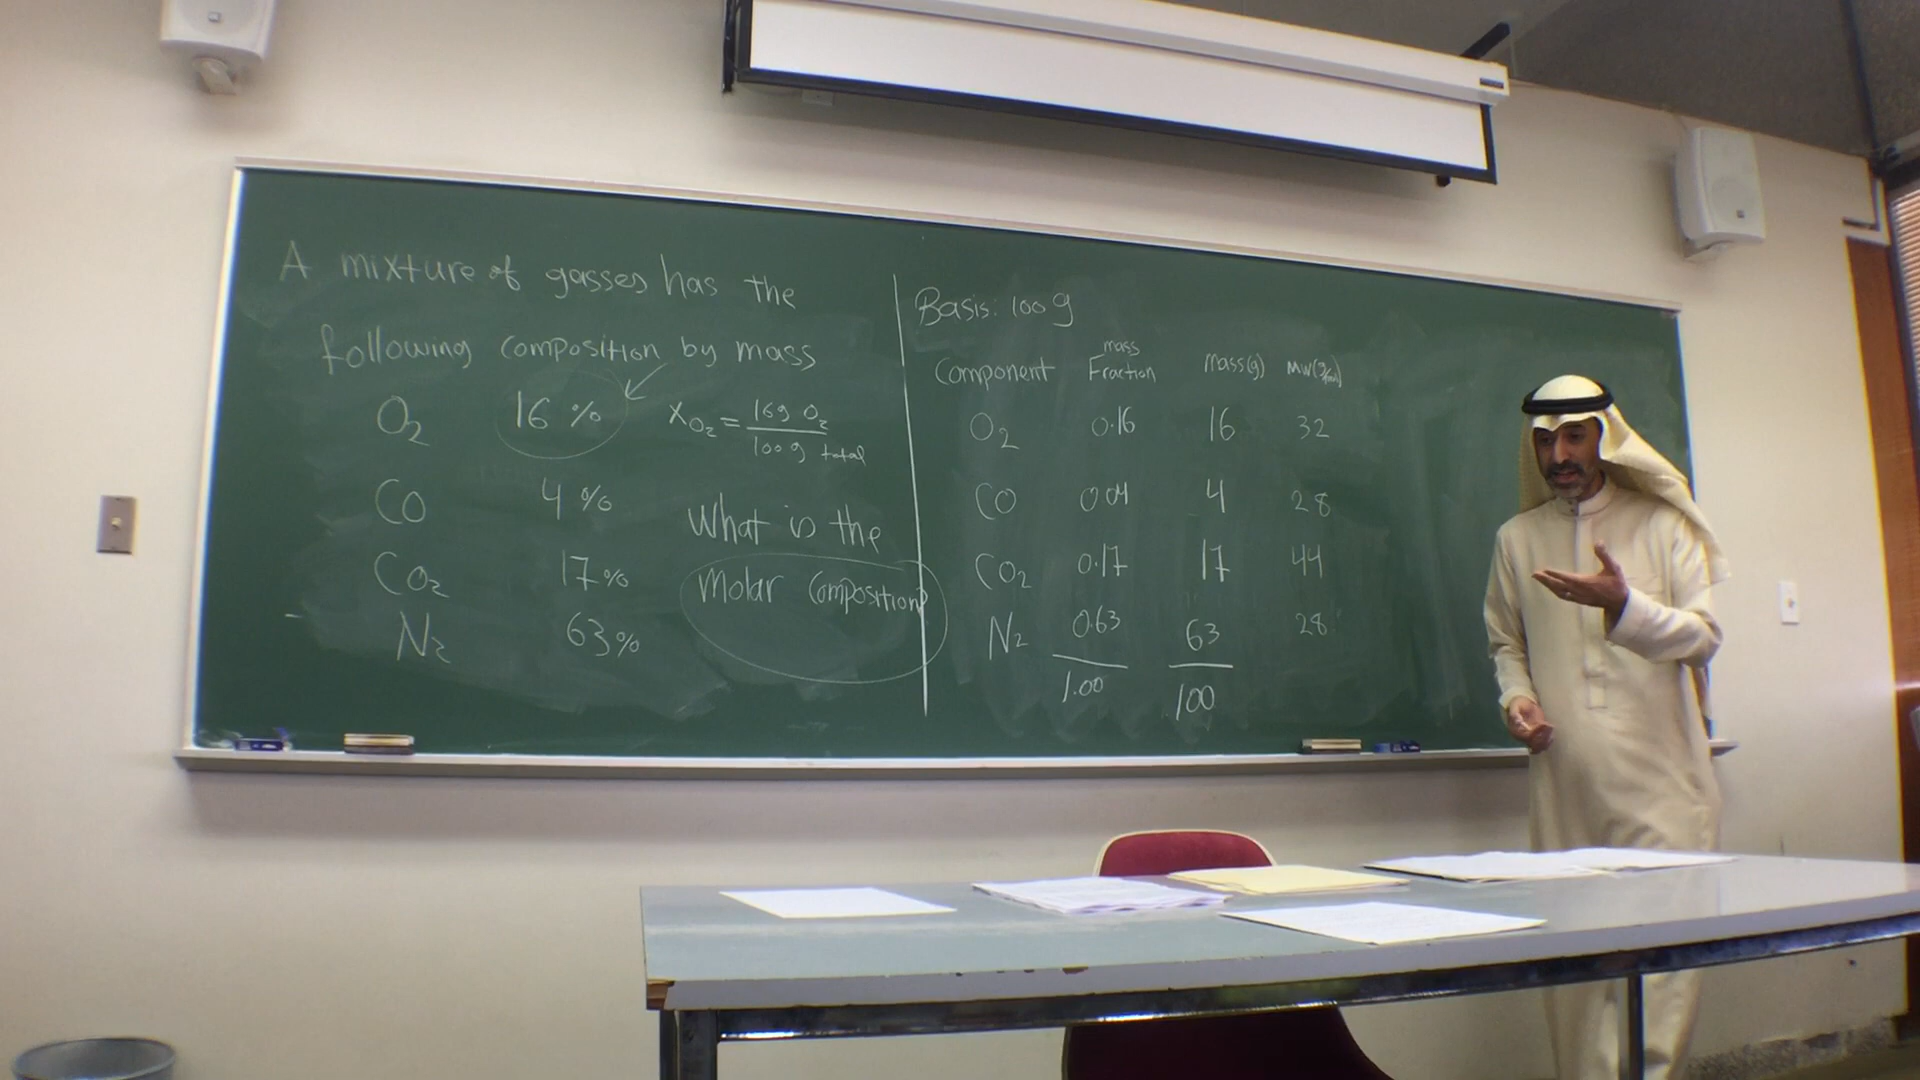 A mixture of gasses has the
following composition by mass
O₂ 16 % X O₂ = 16g O₂ / 100g total
CO 4 %
What is the
CO₂ 17 %
Molar Composition?
N₂ 63 %
Basis: 100 g
Component mass Fraction mass(g) MW(g/mol)
O₂ 0.16 16 32
CO 0.04 4 28
CO₂ 0.17 17 44
N₂ 0.63 63 28
1.00 100